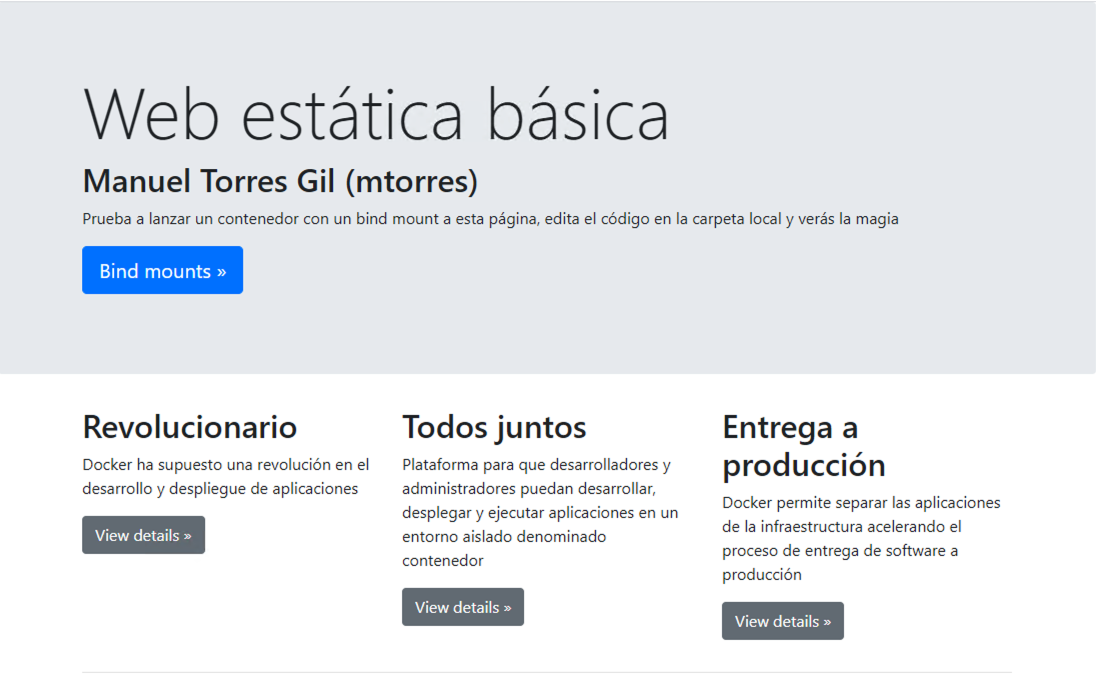 Web estática básica
Manuel Torres Gil (mtorres)
Prueba a lanzar un contenedor con un bind mount a esta página, edita el código en la carpeta local y verás la magia
Bind mounts »
Revolucionario
Docker ha supuesto una revolución en el
desarrollo y despliegue de aplicaciones
View details »
Todos juntos
Plataforma para que desarrolladores y
administradores puedan desarrollar,
desplegar y ejecutar aplicaciones en un
entorno aislado denominado
contenedor
View details »
Entrega a
producción
Docker permite separar las aplicaciones
de la infraestructura acelerando el
proceso de entrega de software a
producción
View details »